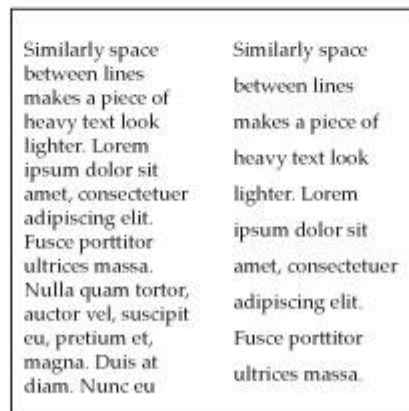 Similarly space
between lines
makes a piece of
heavy text look
lighter. Lorem
ipsum dolor sit
amet, consectetuer
adipiscing elit.
Fusce porttitor
ultrices massa.
Nulla quam tortor,
auctor vel, suscipit
eu, pretium et,
magna. Duis at
diam. Nunc eu
Similarly space
between lines
makes a piece of
heavy text look
lighter. Lorem
ipsum dolor sit
amet, consectetuer
adipiscing elit.
Fusce porttitor
ultrices massa.